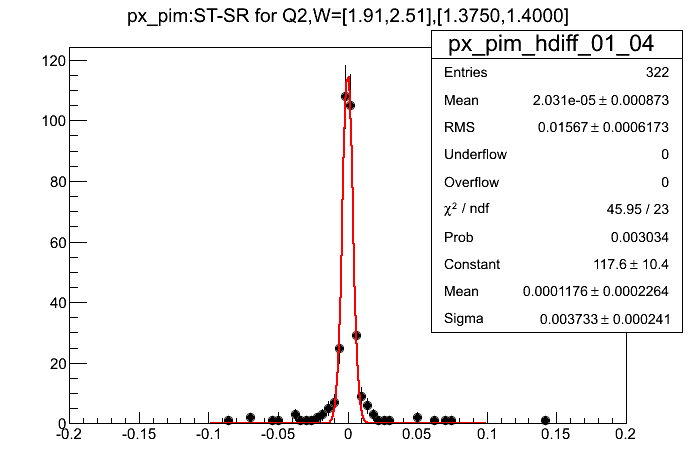 px_pim:ST-SR for Q2,W=[1.91,2.51],[1.3750,1.4000]
px_pim_hdiff_01_04
Entries 322
Mean 2.031e-05 ± 0.000873
RMS 0.01567 ± 0.0006173
Underflow 0
Overflow 0
χ² / ndf 45.95 / 23
Prob 0.003034
Constant 117.6 ± 10.4
Mean 0.0001176 ± 0.0002264
Sigma 0.003733 ± 0.000241
120
100
80
60
40
20
0
-0.2 -0.15 -0.1 -0.05 0 0.05 0.1 0.15 0.2